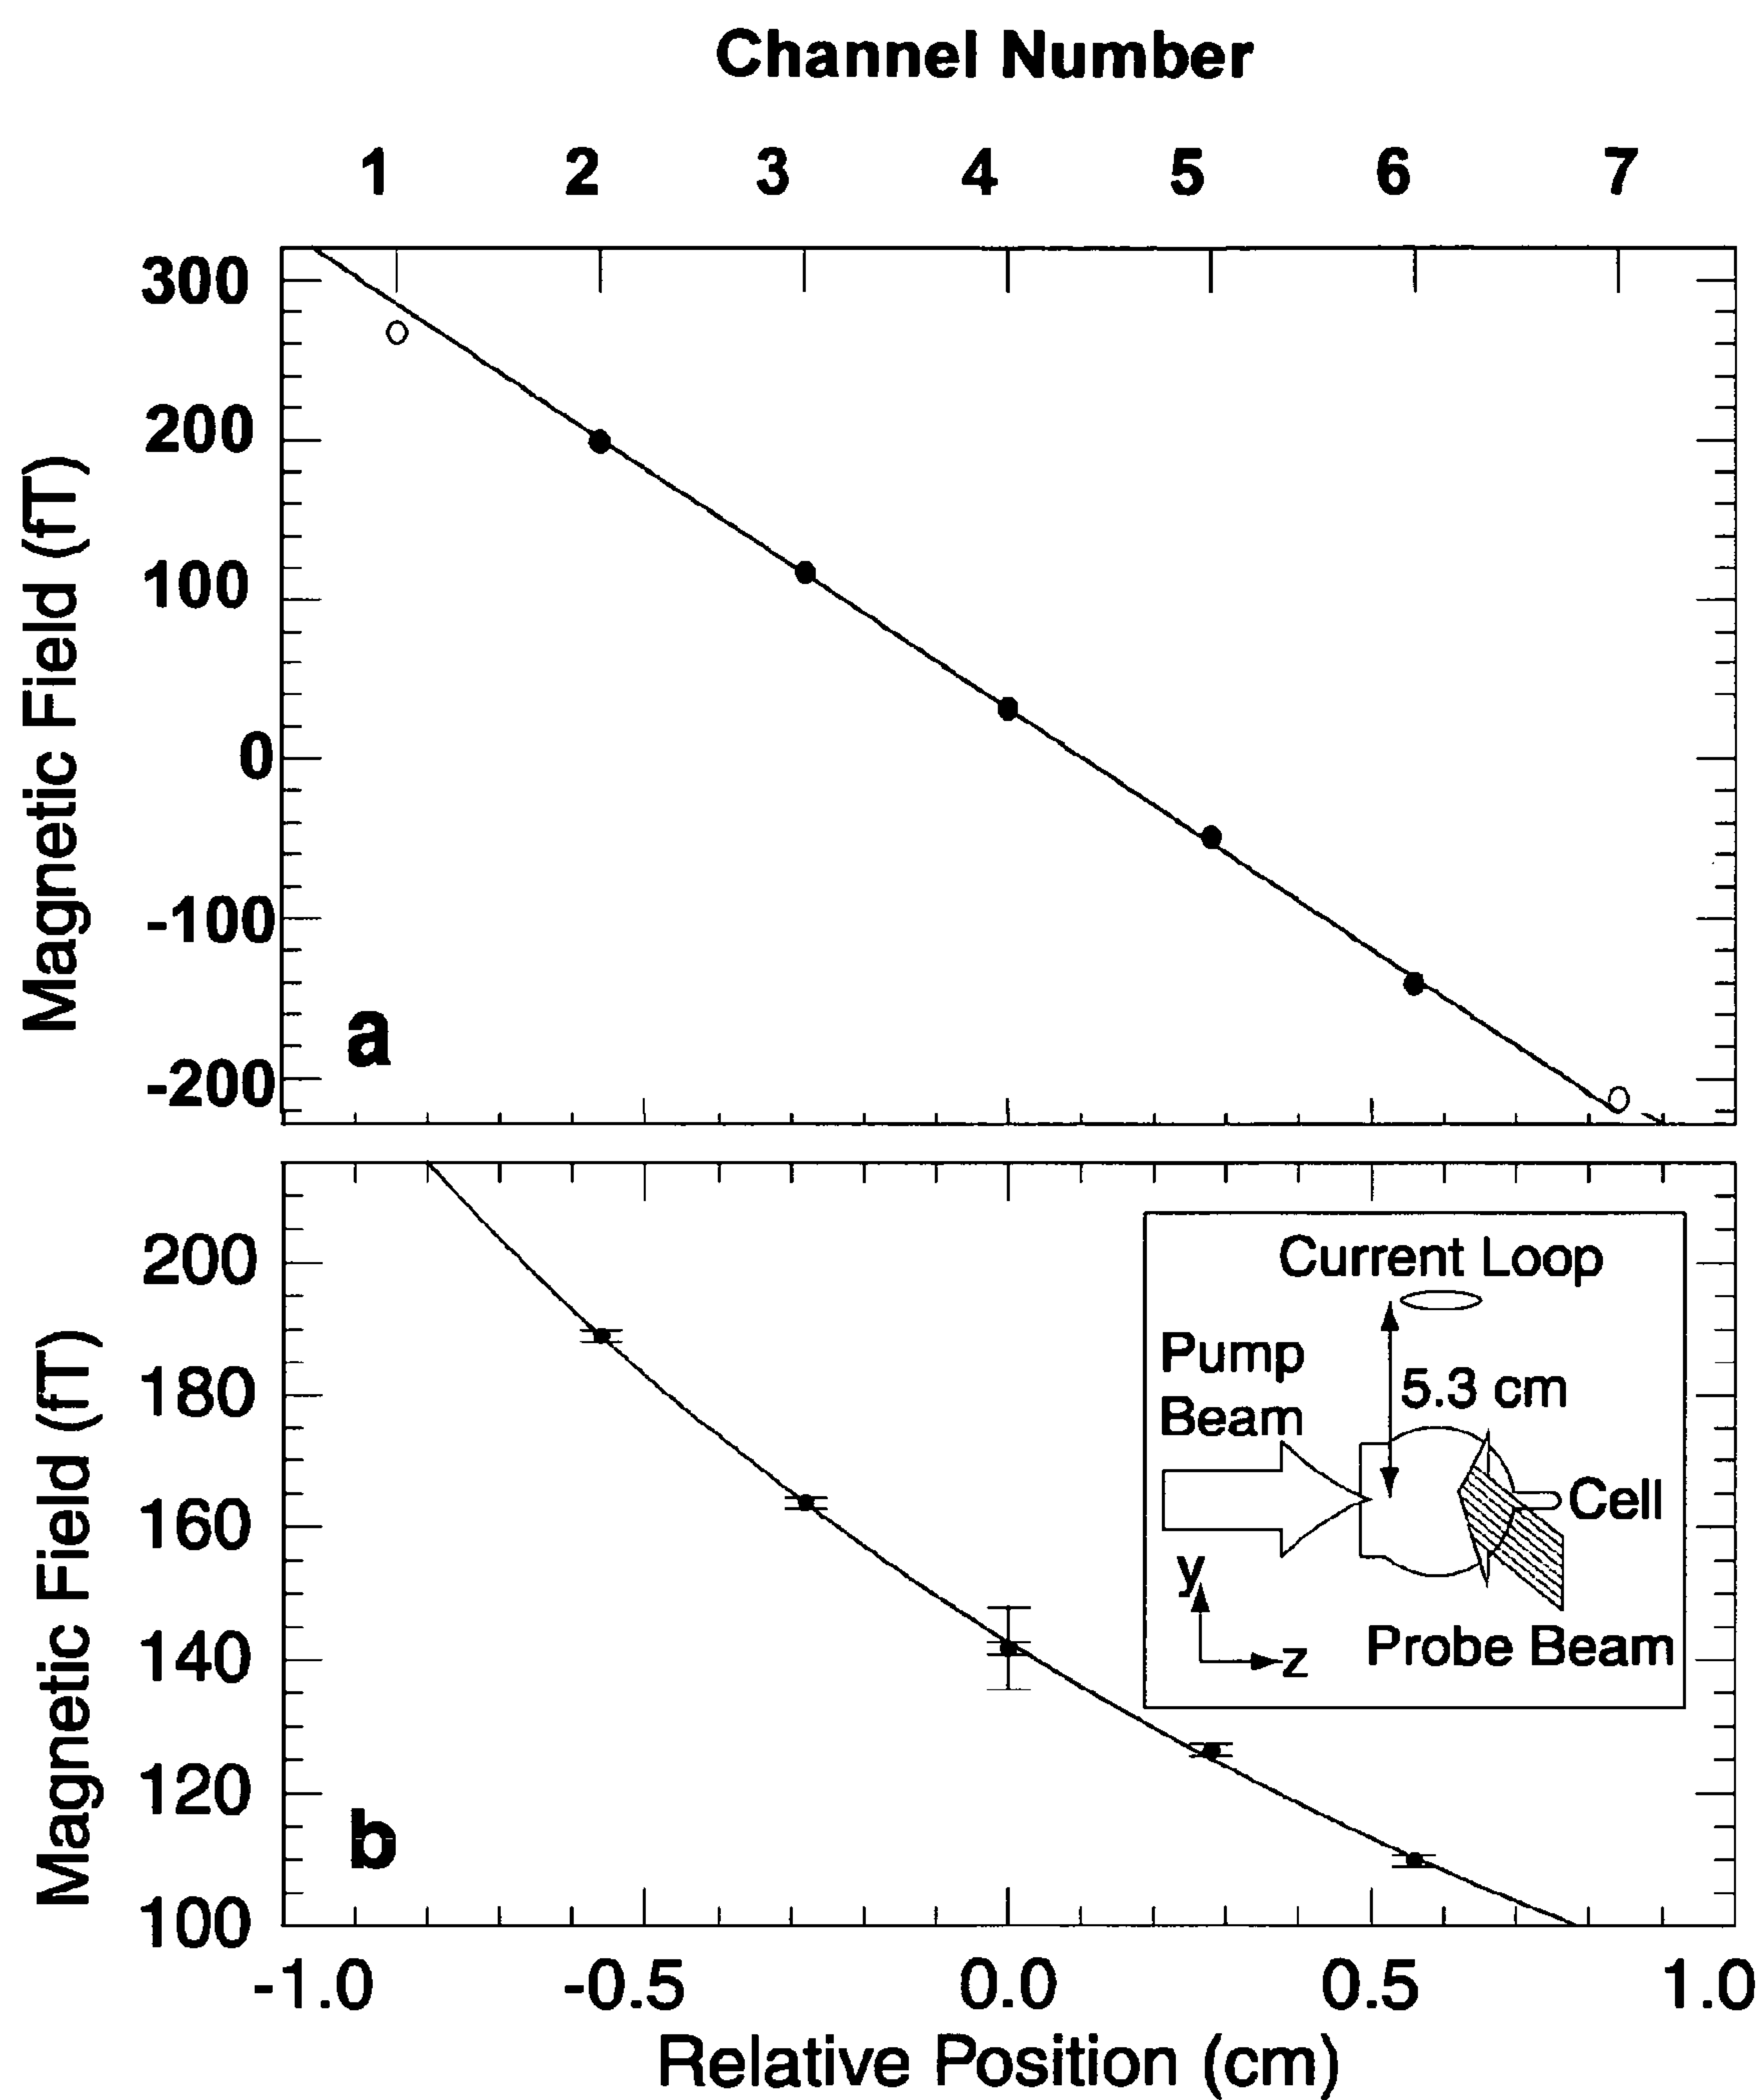 Channel Number
1 2 3 4 5 6 7
300
200
100
0
-100
-200
Magnetic Field (fT)
a
200
180
160
140
120
100
Magnetic Field (fT)
b
Current Loop
Pump
Beam
5.3 cm
Cell
y
z
Probe Beam
-1.0 -0.5 0.0 0.5 1.0
Relative Position (cm)